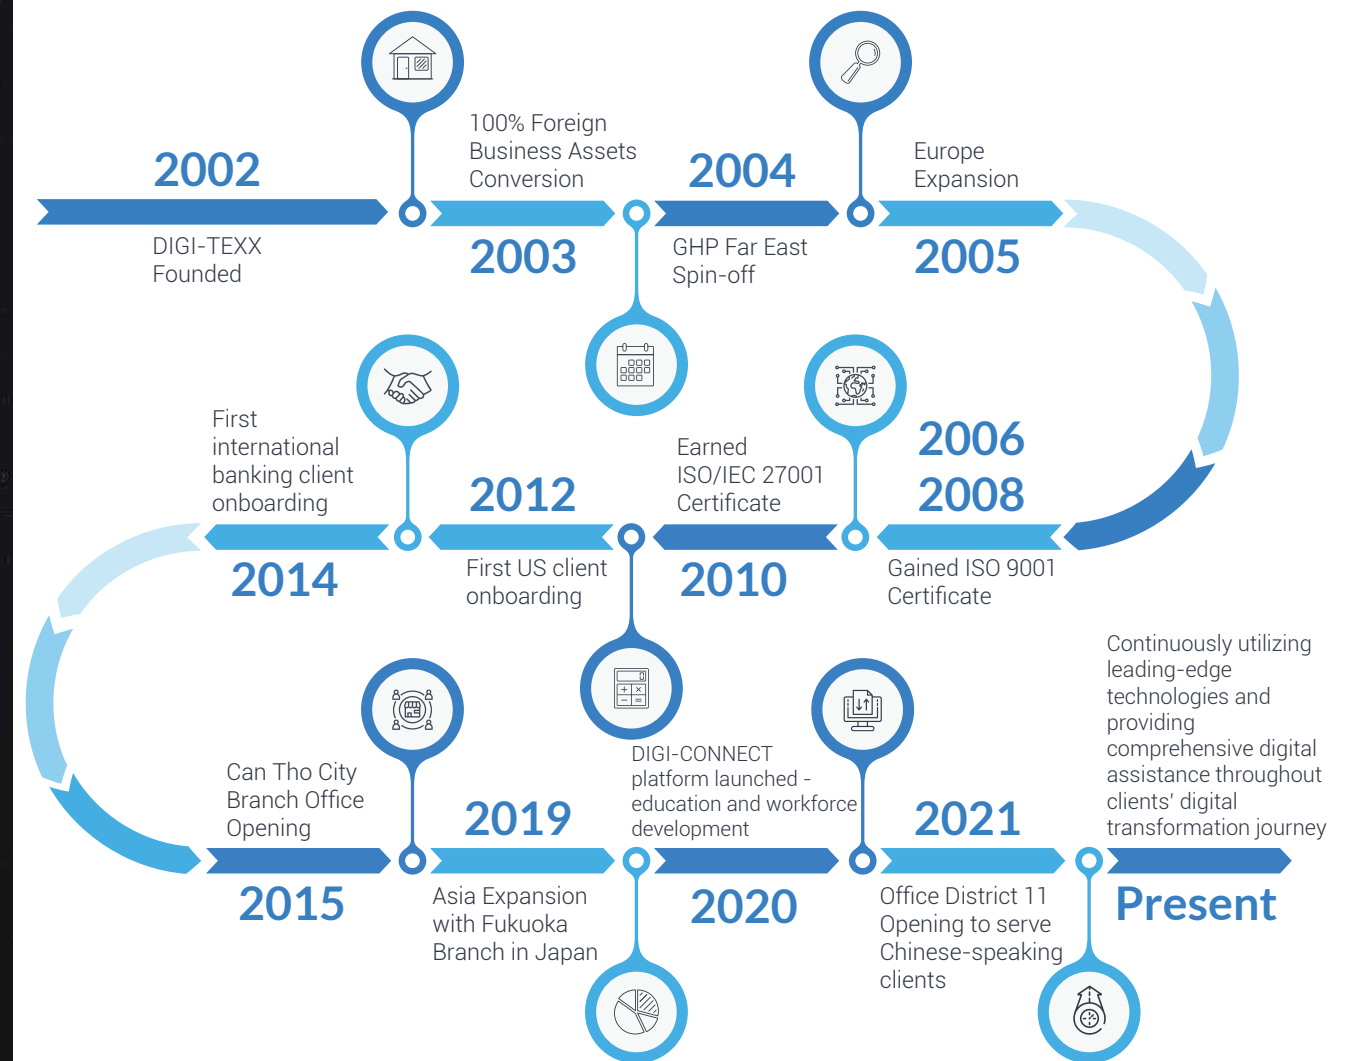 2002
DIGI-TEXX
Founded
100% Foreign
Business Assets
Conversion
2003
2004
GHP Far East
Spin-off
Europe
Expansion
2005
2006
2008
Gained ISO 9001
Certificate
Earned
ISO/IEC 27001
Certificate
2010
2012
First US client
onboarding
First
international
banking client
onboarding
2014
Can Tho City
Branch Office
Opening
2015
2019
Asia Expansion
with Fukuoka
Branch in Japan
DIGI-CONNECT
platform launched -
education and workforce
development
2020
2021
Office District 11
Opening to serve
Chinese-speaking
clients
Continuously utilizing
leading-edge
technologies and
providing
comprehensive digital
assistance throughout
clients' digital
transformation journey
Present